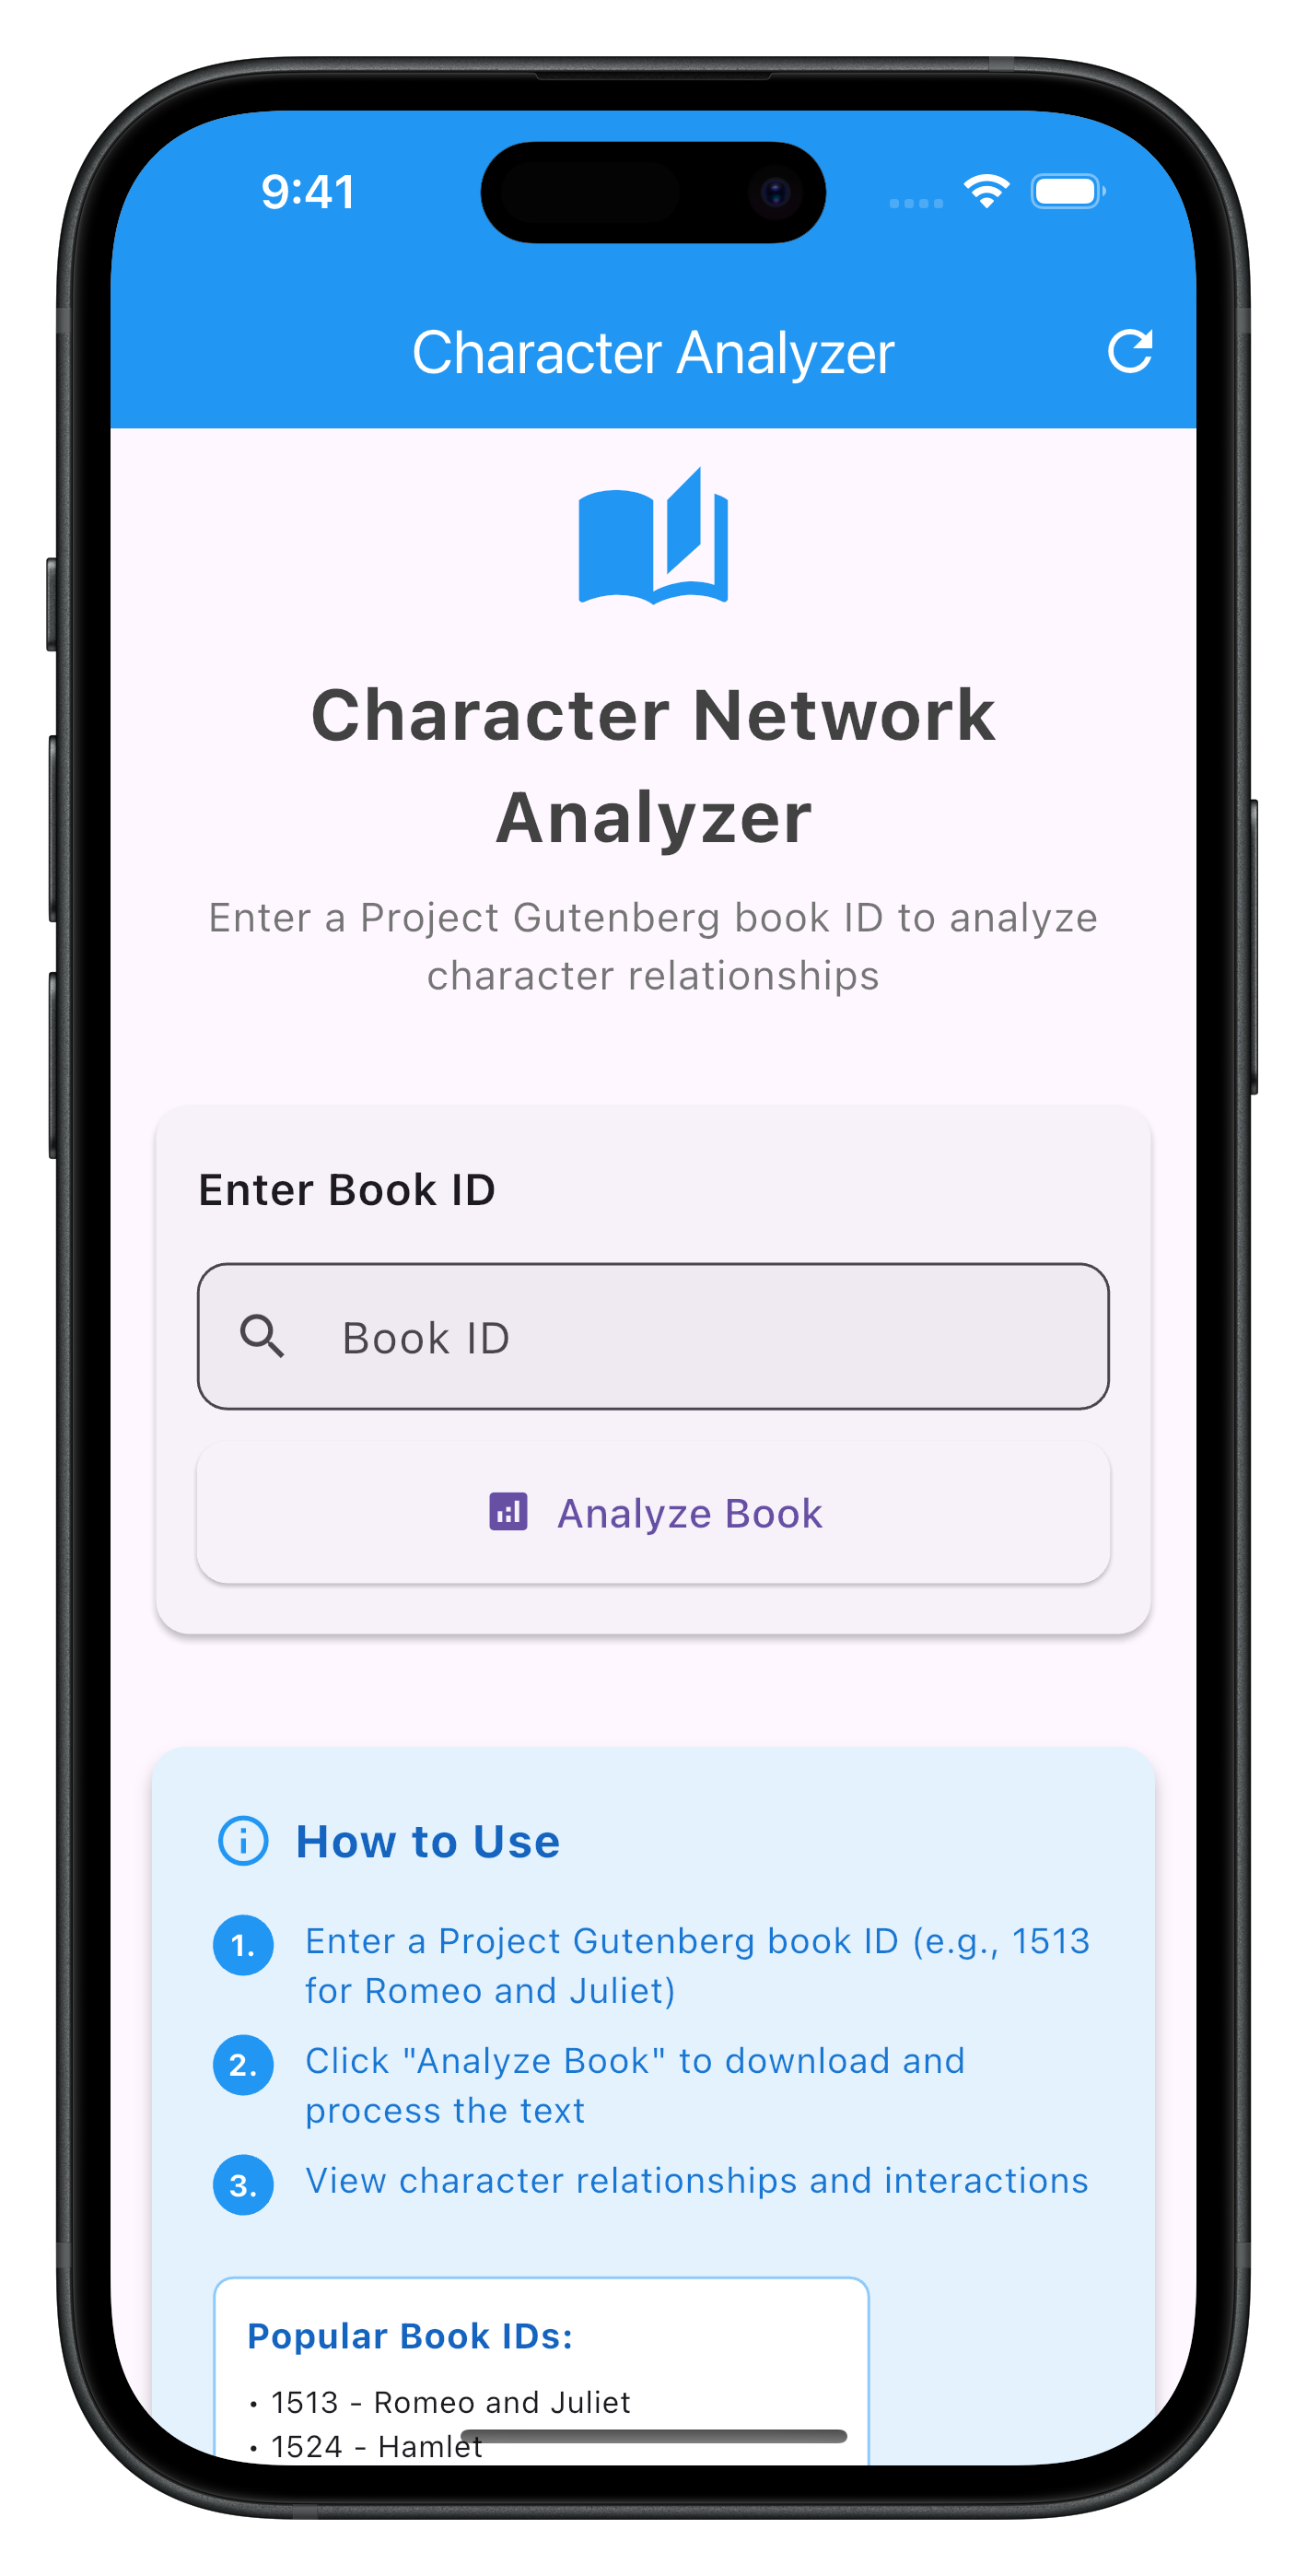 9:41
Character Analyzer
Character Network
Analyzer
Enter a Project Gutenberg book ID to analyze
character relationships
Enter Book ID
Book ID
Analyze Book
How to Use
1. Enter a Project Gutenberg book ID (e.g., 1513
for Romeo and Juliet)
2. Click "Analyze Book" to download and
process the text
3. View character relationships and interactions
Popular Book IDs:
• 1513 - Romeo and Juliet
• 1524 - Hamlet